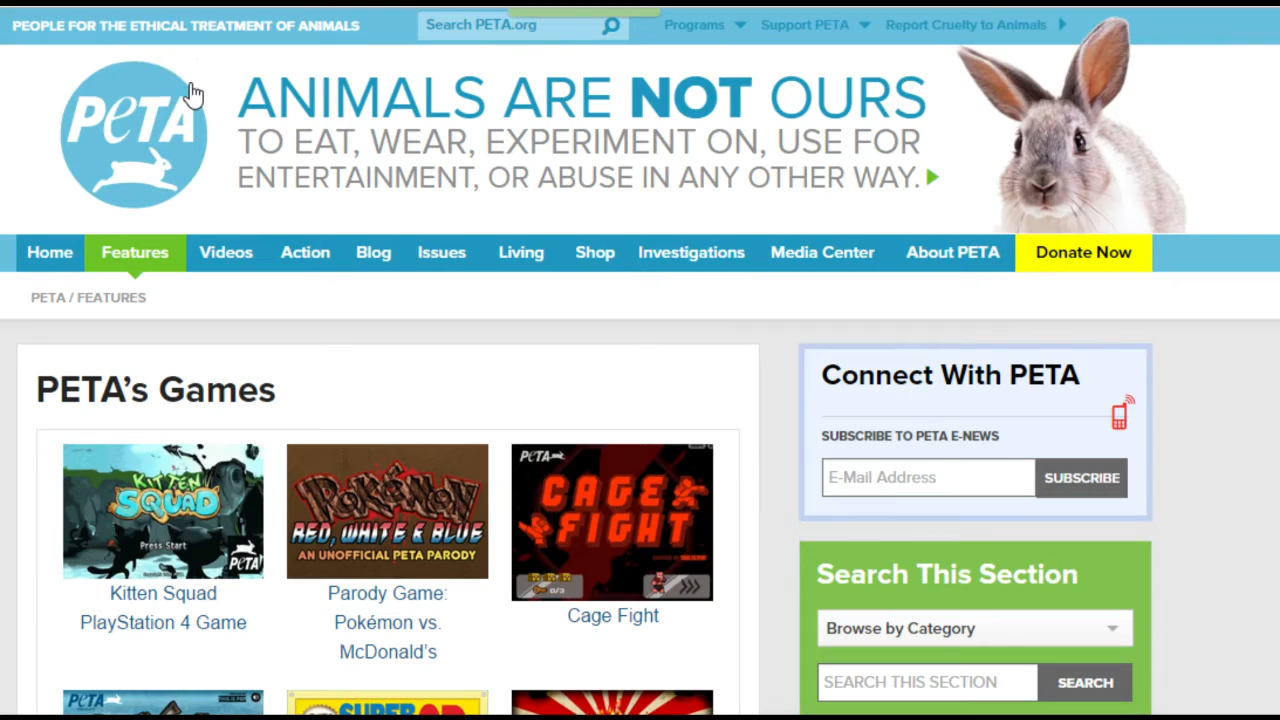 PEOPLE FOR THE ETHICAL TREATMENT OF ANIMALS
Search PETA.org
Programs
Support PETA
Report Cruelty to Animals
PETA
ANIMALS ARE NOT OURS
TO EAT, WEAR, EXPERIMENT ON, USE FOR
ENTERTAINMENT, OR ABUSE IN ANY OTHER WAY.
Home
Features
Videos
Action
Blog
Issues
Living
Shop
Investigations
Media Center
About PETA
Donate Now
PETA / FEATURES
PETA's Games
KITTEN
SQUAD
Press Start
PETA
Kitten Squad
PlayStation 4 Game
POKéMON
RED, WHITE & BLUE
AN UNOFFICIAL PETA PARODY
Parody Game:
Pokémon vs.
McDonald's
PETA
CAGE
FIGHT
0/3
Cage Fight
PETA
SUPER
Connect With PETA
SUBSCRIBE TO PETA E-NEWS
E-Mail Address
SUBSCRIBE
Search This Section
Browse by Category
SEARCH THIS SECTION
SEARCH